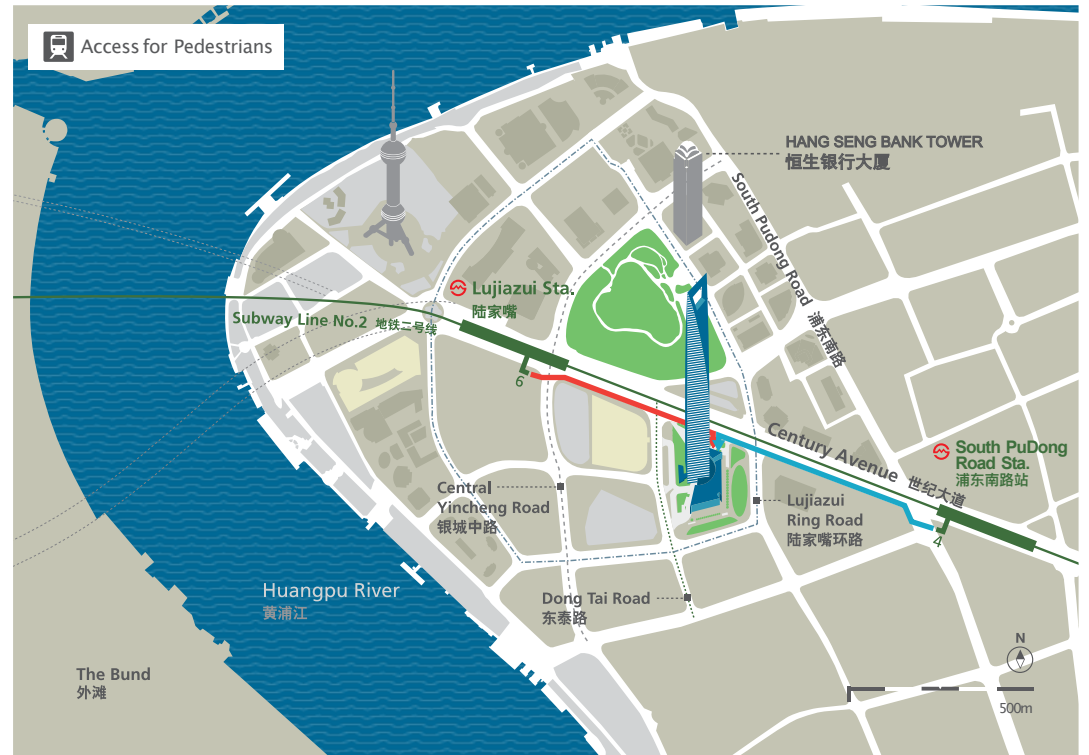 Access for Pedestrians
HANG SENG BANK TOWER
恒生银行大厦
South Pudong Road 浦东南路
Lujiazui Sta.
陆家嘴
Subway Line No.2 地铁二号线
6
Century Avenue 世纪大道
South PuDong
Road Sta.
浦东南路站
4
Central
Yincheng Road
银城中路
Lujiazui
Ring Road
陆家嘴环路
Huangpu River
黄浦江
Dong Tai Road
东泰路
The Bund
外滩
N
500m